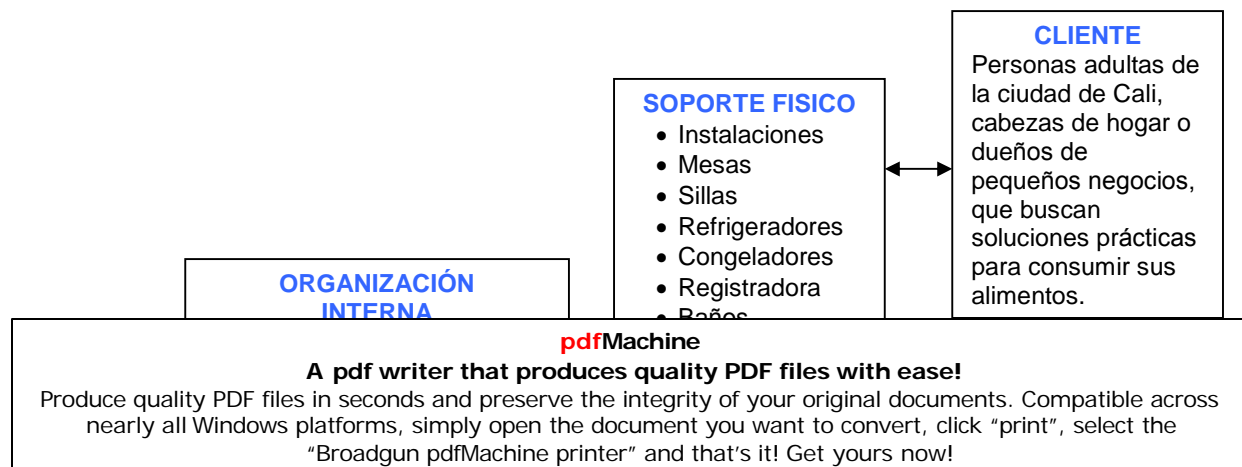 CLIENTE
Personas adultas de
la ciudad de Cali,
cabezas de hogar o
dueños de
pequeños negocios,
que buscan
soluciones prácticas
para consumir sus
alimentos.
SOPORTE FISICO
• Instalaciones
• Mesas
• Sillas
• Refrigeradores
• Congeladores
• Registradora
• Baños
ORGANIZACIÓN
INTERNA
pdfMachine
A pdf writer that produces quality PDF files with ease!
Produce quality PDF files in seconds and preserve the integrity of your original documents. Compatible across
nearly all Windows platforms, simply open the document you want to convert, click “print”, select the
“Broadgun pdfMachine printer” and that’s it! Get yours now!